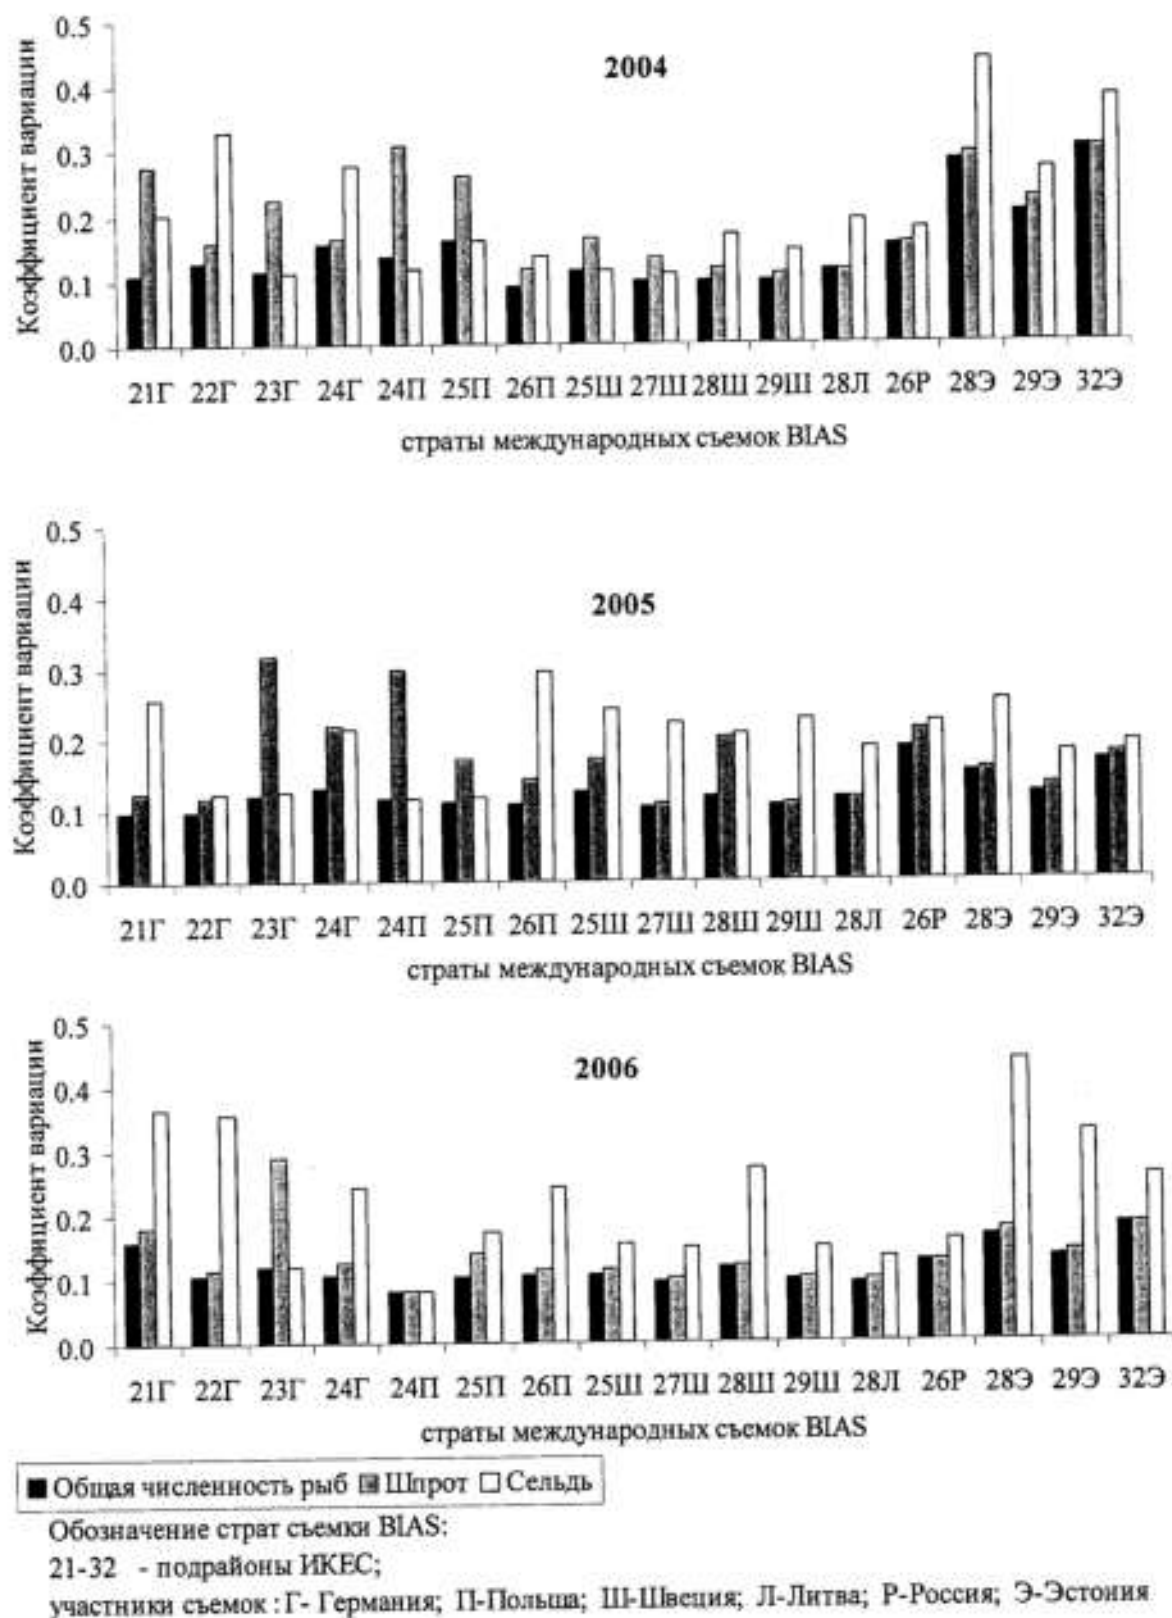 2004
Коэффициент вариации
0.5
0.4
0.3
0.2
0.1
0.0
21Г 22Г 23Г 24Г 24П 25П 26П 25Ш 27Ш 28Ш 29Ш 28Л 26Р 28Э 29Э 32Э
страты международных съемок BIAS
2005
Коэффициент вариации
0.5
0.4
0.3
0.2
0.1
0.0
21Г 22Г 23Г 24Г 24П 25П 26П 25Ш 27Ш 28Ш 29Ш 28Л 26Р 28Э 29Э 32Э
страты международных съемок BIAS
2006
Коэффициент вариации
0.5
0.4
0.3
0.2
0.1
0.0
21Г 22Г 23Г 24Г 24П 25П 26П 25Ш 27Ш 28Ш 29Ш 28Л 26Р 28Э 29Э 32Э
страты международных съемок BIAS
Общая численность рыб Шпрот Сельдь
Обозначение страт съемки BIAS:
21-32 - подрайоны ИКЕС;
участники съемок : Г- Германия; П-Польша; Ш-Швеция; Л-Литва; Р-Россия; Э-Эстония